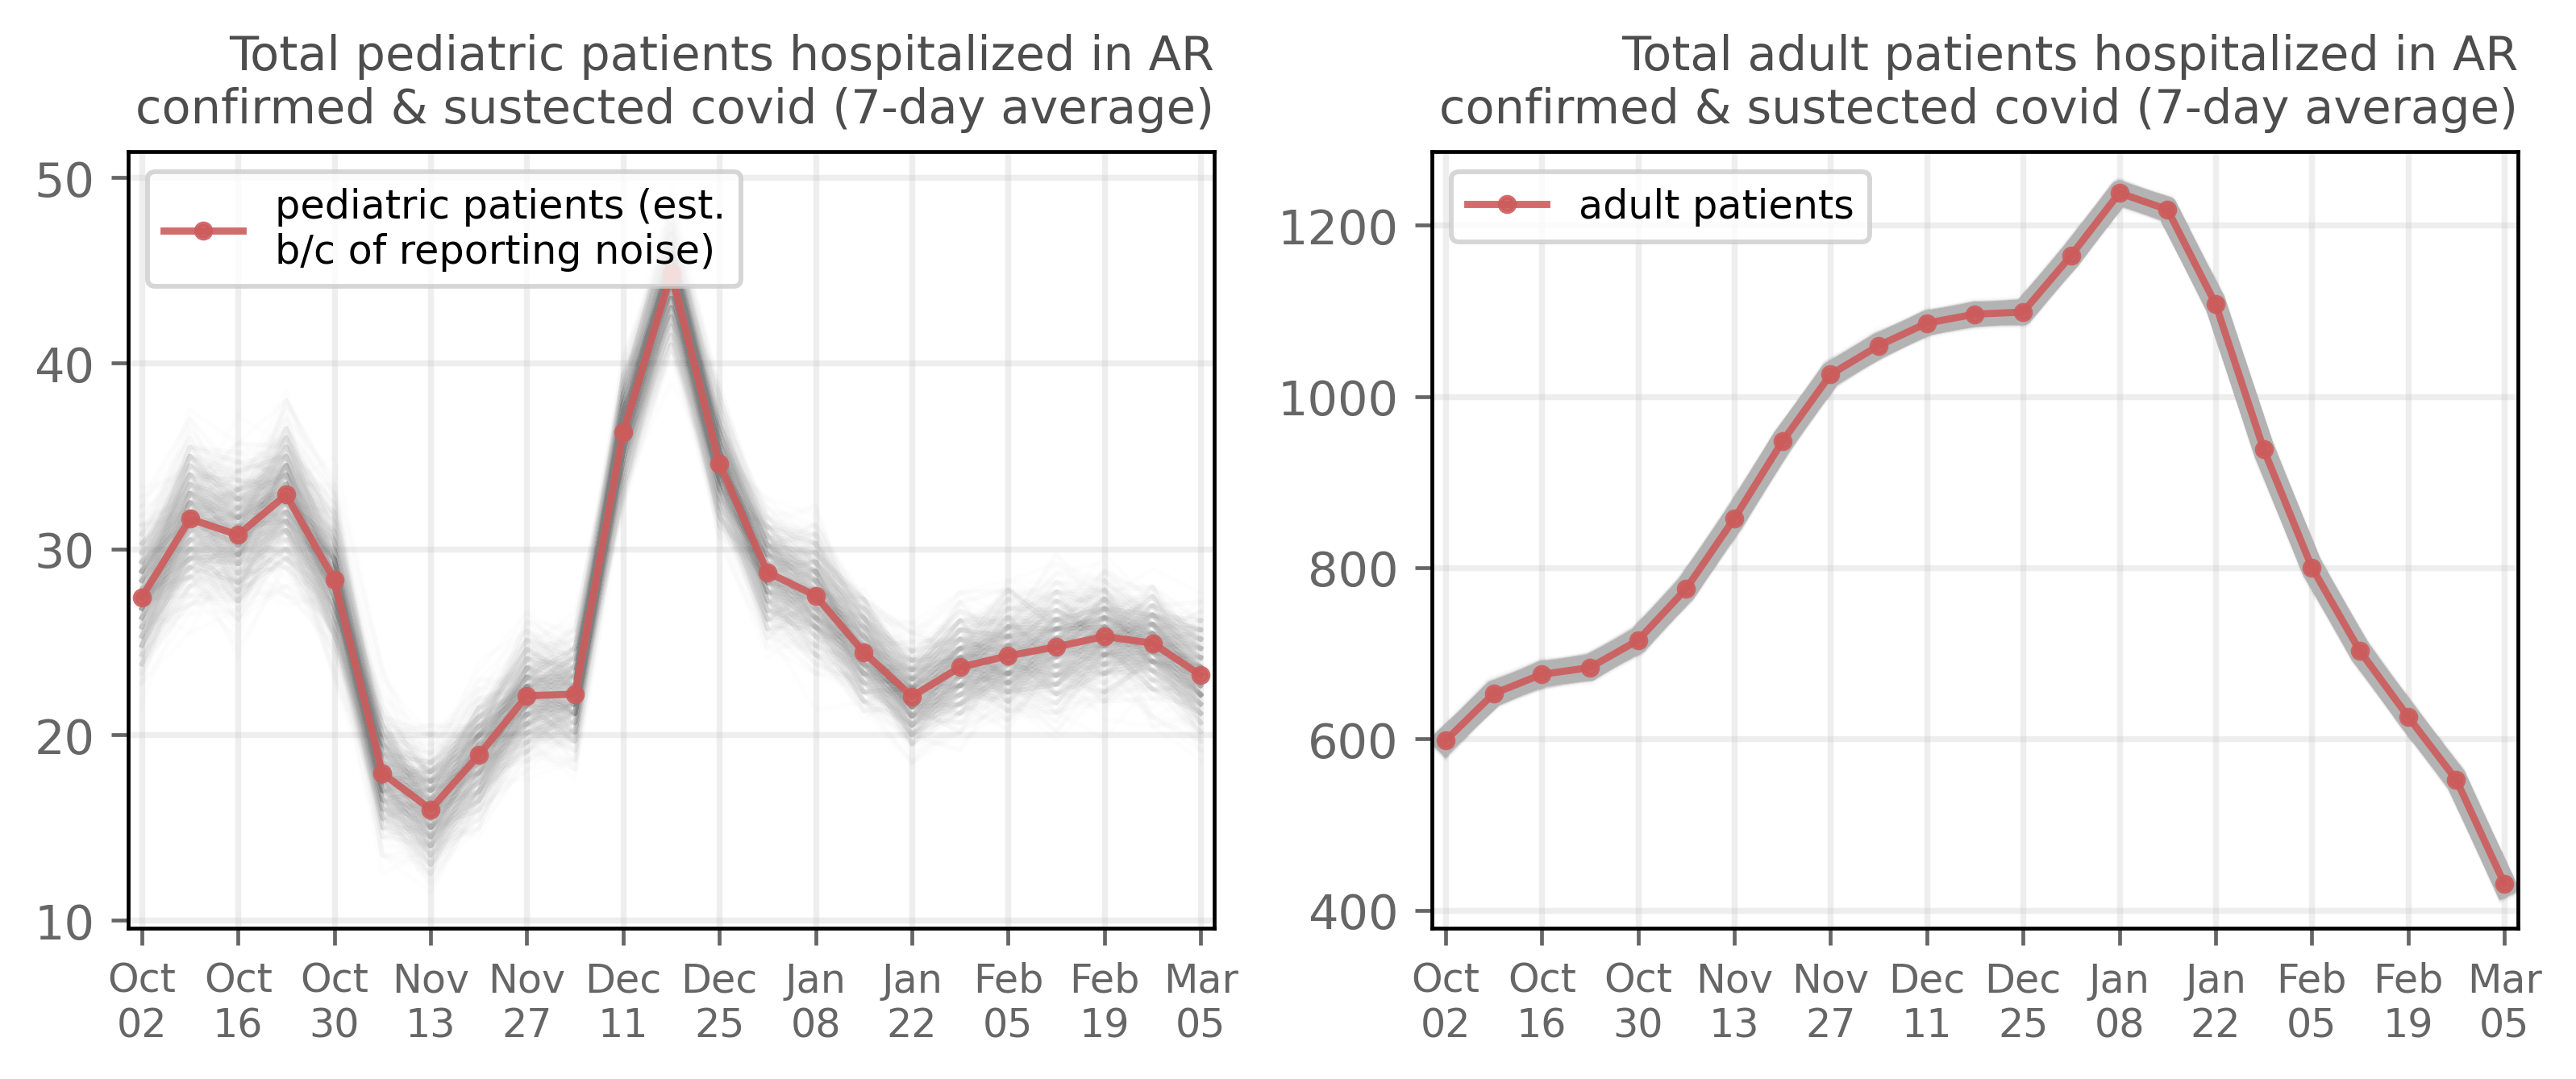 Total pediatric patients hospitalized in AR
confirmed & sustected covid (7-day average)
pediatric patients (est.
b/c of reporting noise)
50
40
30
20
10
Oct Oct Oct Nov Nov Dec Dec Jan Jan Feb Feb Mar
02 16 30 13 27 11 25 08 22 05 19 05
Total adult patients hospitalized in AR
confirmed & sustected covid (7-day average)
adult patients
1200
1000
800
600
400
Oct Oct Oct Nov Nov Dec Dec Jan Jan Feb Feb Mar
02 16 30 13 27 11 25 08 22 05 19 05